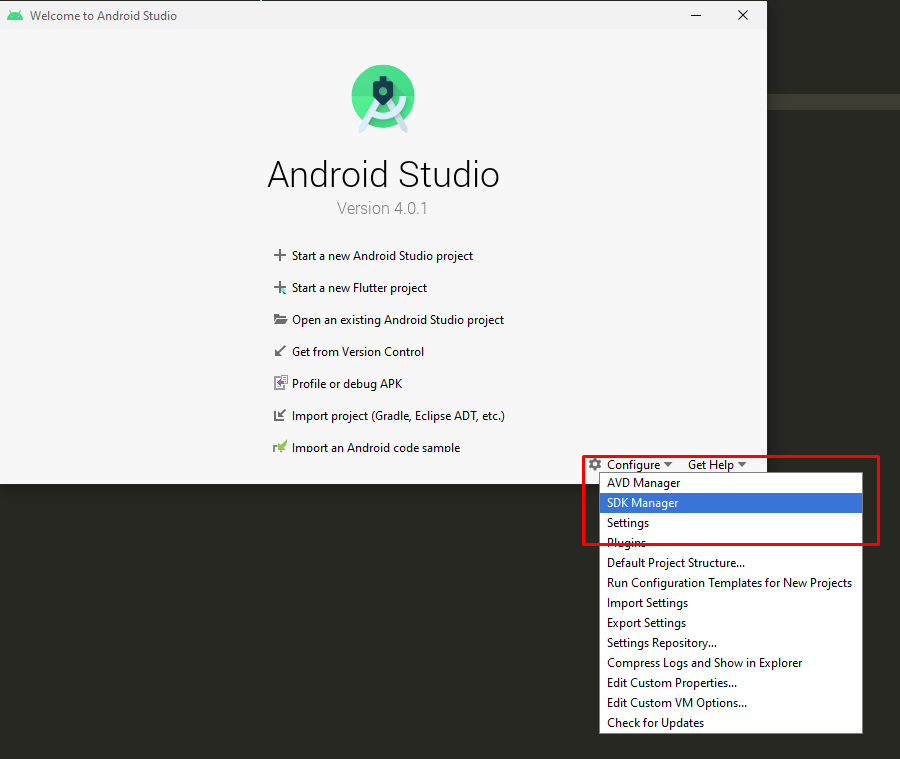 Welcome to Android Studio
Android Studio
Version 4.0.1
Start a new Android Studio project
Start a new Flutter project
Open an existing Android Studio project
Get from Version Control
Profile or debug APK
Import project (Gradle, Eclipse ADT, etc.)
Import an Android code sample
Configure Get Help
AVD Manager
SDK Manager
Settings
Plugins
Default Project Structure...
Run Configuration Templates for New Projects
Import Settings
Export Settings
Settings Repository...
Compress Logs and Show in Explorer
Edit Custom Properties...
Edit Custom VM Options...
Check for Updates